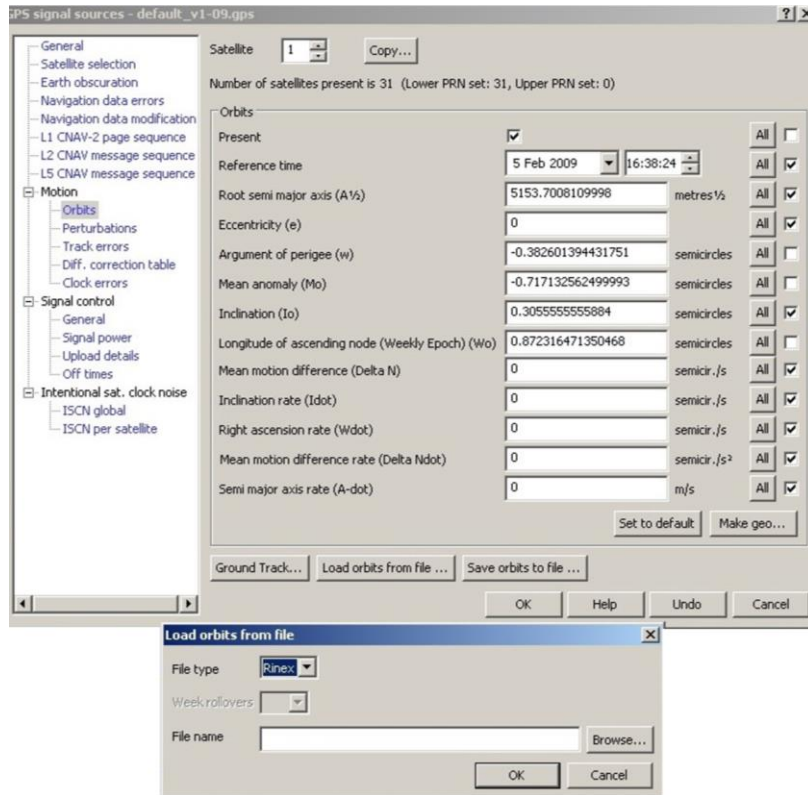 GPS signal sources - default_v1-09.gps
General
Satellite selection
Earth obscuration
Navigation data errors
Navigation data modification
L1 CNAV-2 page sequence
L2 CNAV message sequence
L5 CNAV message sequence
Motion
Orbits
Perturbations
Track errors
Diff. correction table
Clock errors
Signal control
General
Signal power
Upload details
Off times
Intentional sat. clock noise
ISCN global
ISCN per satellite
Satellite 1 Copy...
Number of satellites present is 31 (Lower PRN set: 31, Upper PRN set: 0)
Orbits
Present All
Reference time 5 Feb 2009 16:38:24 All
Root semi major axis (A½) 5153.7008109998 metres½ All
Eccentricity (e) 0 All
Argument of perigee (w) -0.382601394431751 semicircles All
Mean anomaly (Mo) -0.717132562499993 semicircles All
Inclination (Io) 0.3055555555884 semicircles All
Longitude of ascending node (Weekly Epoch) (Wo) 0.872316471350468 semicircles All
Mean motion difference (Delta N) 0 semicir./s All
Inclination rate (Idot) 0 semicir./s All
Right ascension rate (Wdot) 0 semicir./s All
Mean motion difference rate (Delta Ndot) 0 semicir./s² All
Semi major axis rate (A-dot) 0 m/s All
Set to default Make geo...
Ground Track... Load orbits from file ... Save orbits to file ...
OK Help Undo Cancel
Load orbits from file
File type Rinex
Week rollovers
File name Browse...
OK Cancel